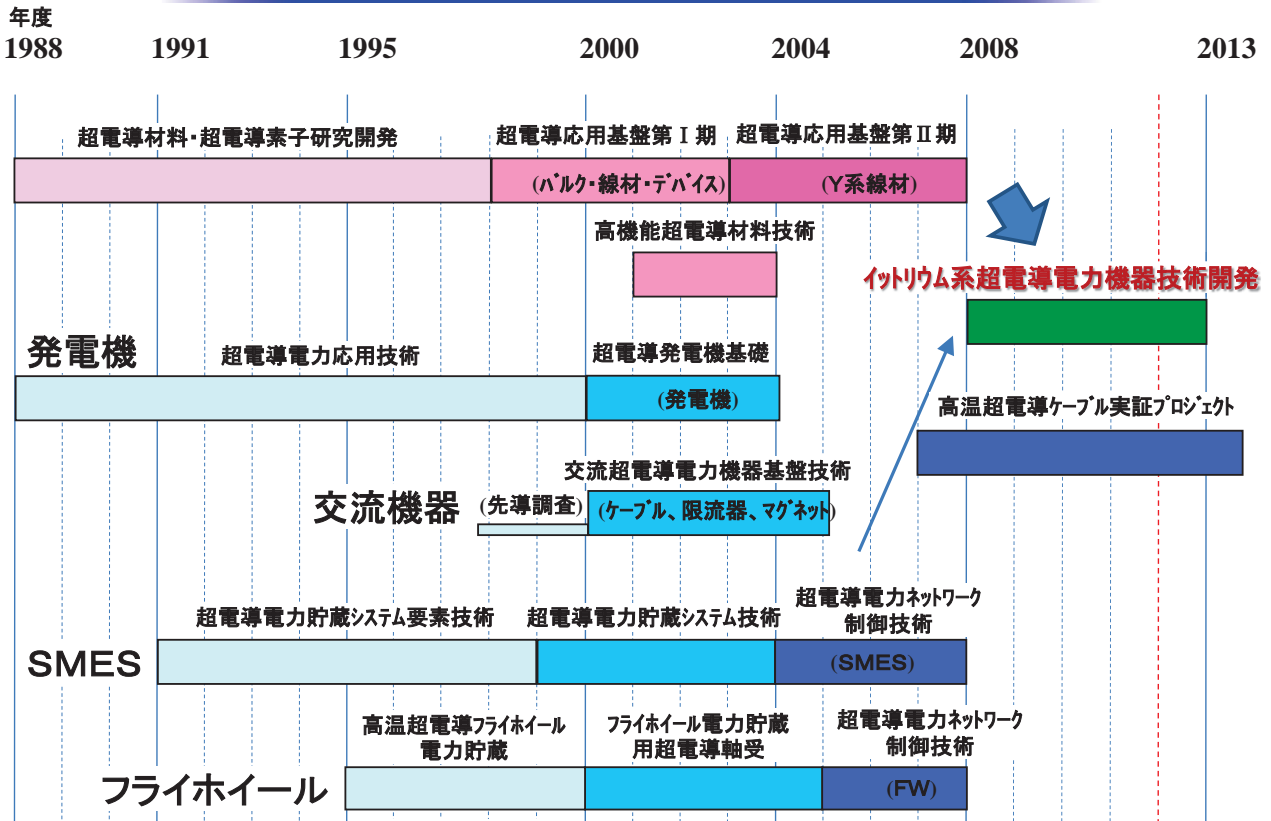 年度
1988 1991 1995 2000 2004 2008 2013
超電導材料・超電導素子研究開発
超電導応用基盤第Ⅰ期
超電導応用基盤第Ⅱ期
(バルク・線材・デバイス)
(Y系線材)
高機能超電導材料技術
イットリウム系超電導電力機器技術開発
発電機
超電導電力応用技術
超電導発電機基礎
(発電機)
高温超電導ケーブル実証プロジェクト
交流超電導電力機器基盤技術
交流機器
(先導調査)
(ケーブル、限流器、マグネット)
超電導電力貯蔵システム要素技術
超電導電力貯蔵システム技術
超電導電力ネットワーク
制御技術
SMES
(SMES)
高温超電導フライホイール
電力貯蔵
フライホイール電力貯蔵
用超電導軸受
超電導電力ネットワーク
制御技術
フライホイール
(FW)